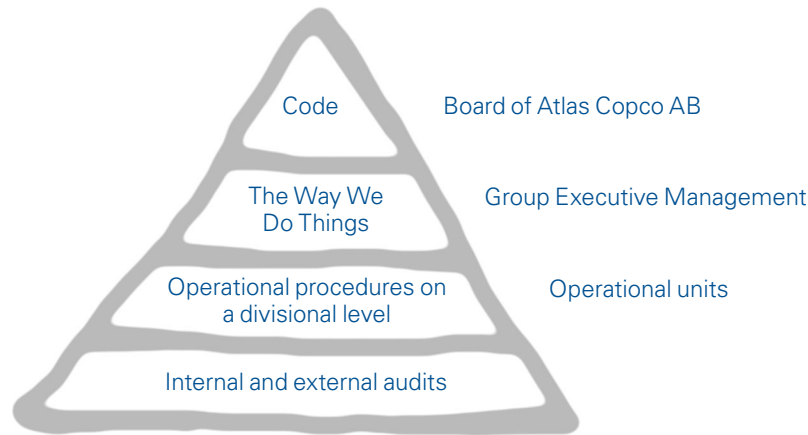 Code
Board of Atlas Copco AB
The Way We
Do Things
Group Executive Management
Operational procedures on
a divisional level
Operational units
Internal and external audits